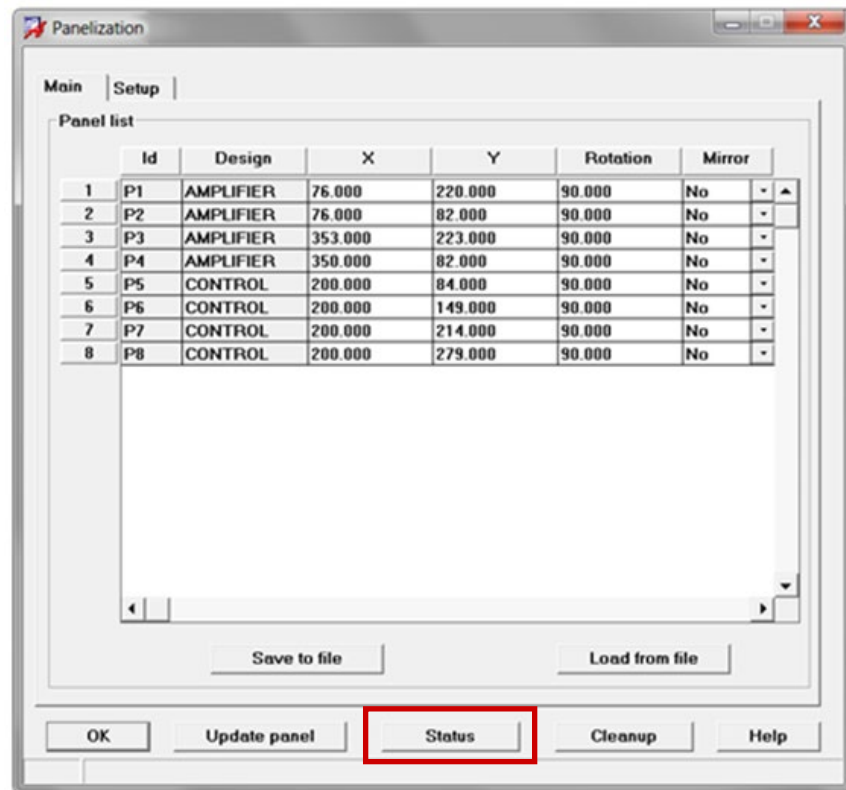 Panelization
Main Setup
Panel list
Id Design X Y Rotation Mirror
1 P1 AMPLIFIER 76.000 220.000 90.000 No
2 P2 AMPLIFIER 76.000 82.000 90.000 No
3 P3 AMPLIFIER 353.000 223.000 90.000 No
4 P4 AMPLIFIER 350.000 82.000 90.000 No
5 P5 CONTROL 200.000 84.000 90.000 No
6 P6 CONTROL 200.000 149.000 90.000 No
7 P7 CONTROL 200.000 214.000 90.000 No
8 P8 CONTROL 200.000 279.000 90.000 No
Save to file Load from file
OK Update panel Status Cleanup Help